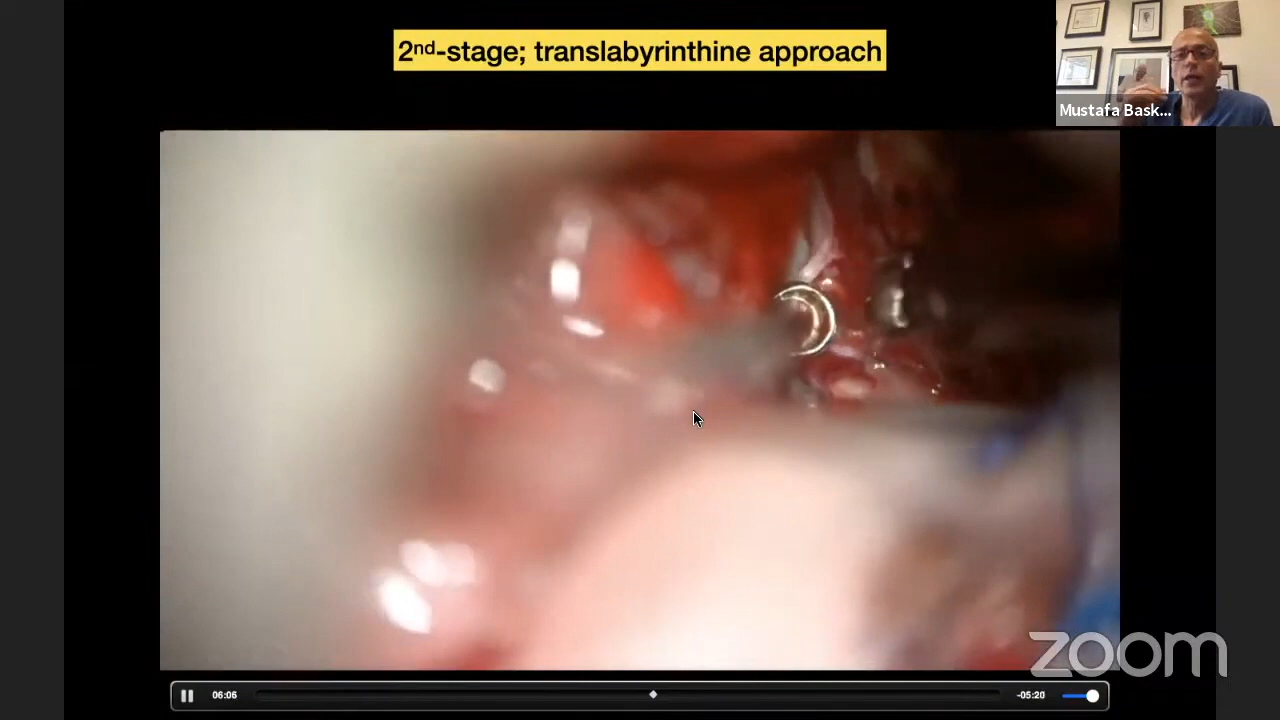 2nd-stage; translabyrinthine approach
Mustafa Bask...
zoom
06:06
-05:20